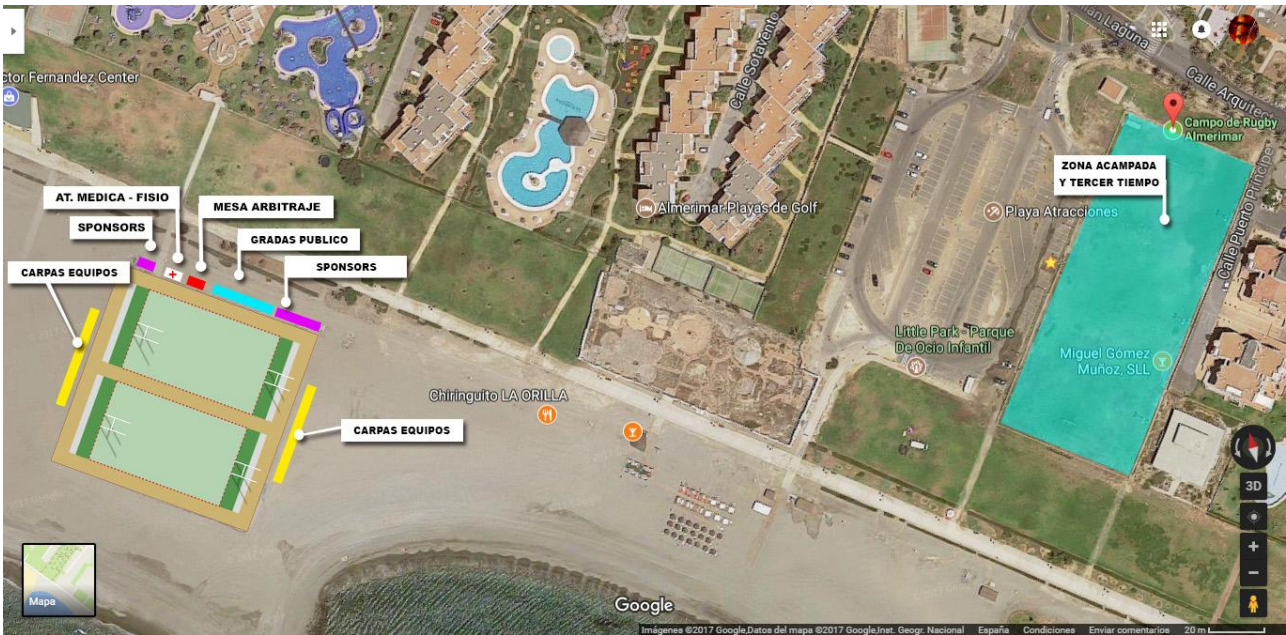 ctor Fernandez Center
AT. MEDICA - FISIO
SPONSORS
MESA ARBITRAJE
GRADAS PUBLICO
SPONSORS
CARPAS EQUIPOS
CARPAS EQUIPOS
Calle Sotavento
Almerimar Playas de Golf
Chiringuito LA ORILLA
Playa Atracciones
Little Park - Parque
De Ocio Infantil
ZONA ACAMPADA
Y TERCER TIEMPO
Laguna
Calle Arquite
Campo de Rugby
Almerimar
Calle Puerto Príncipe
Miguel Gómez
Muñoz, SLL
3D
Mapa
Google
Imágenes ©2017 Google,Datos del mapa ©2017 Google,Inst. Geogr. Nacional España Condiciones Enviar comentarios 20 m